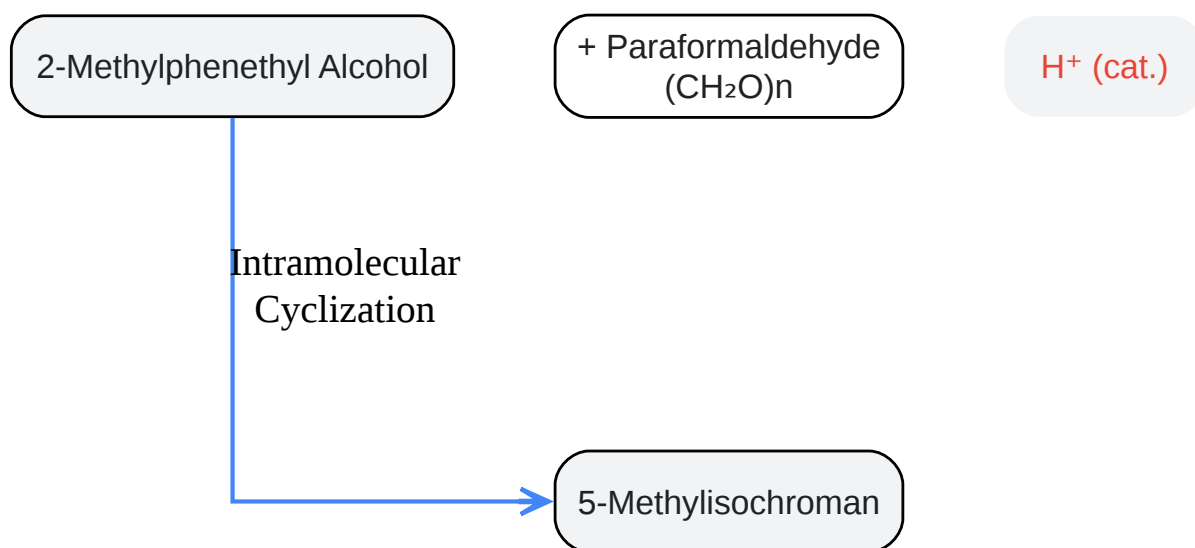 2-Methylphenethyl Alcohol
+ Paraformaldehyde
(CH₂O)n
H⁺ (cat.)
Intramolecular
Cyclization
5-Methylisochroman